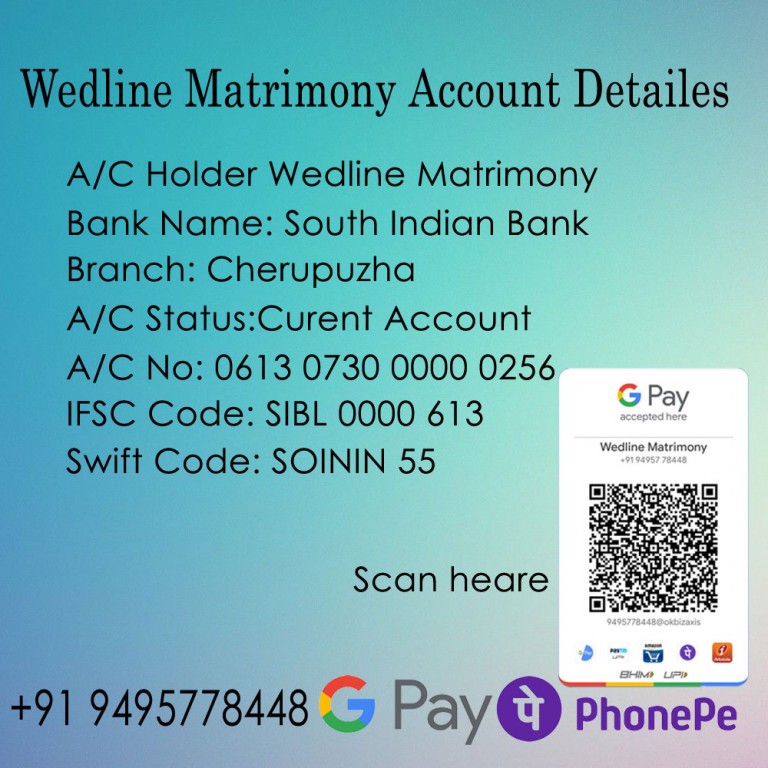 Wedline Matrimony Account Detailes
A/C Holder Wedline Matrimony
Bank Name: South Indian Bank
Branch: Cherupuzha
A/C Status:Curent Account
A/C No: 0613 0730 0000 0256
IFSC Code: SIBL 0000 613
Swift Code: SOININ 55
G Pay
accepted here
Wedline Matrimony
+91 94957 78448
Scan heare
9495778448@okbizaxis
BHIM UPI
+91 9495778448 G Pay पे PhonePe